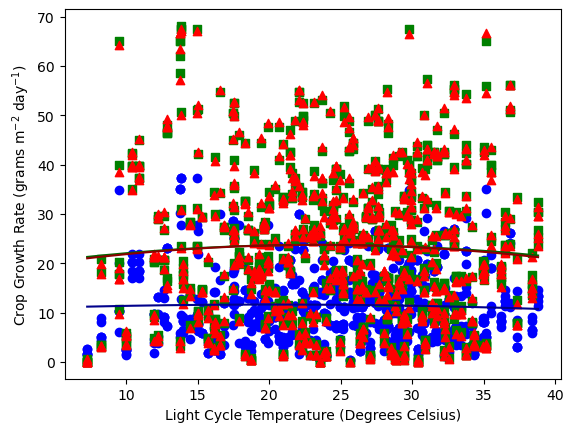 70
60
50
40
30
20
10
0
Crop Growth Rate (grams m⁻² day⁻¹)
10 15 20 25 30 35 40
Light Cycle Temperature (Degrees Celsius)